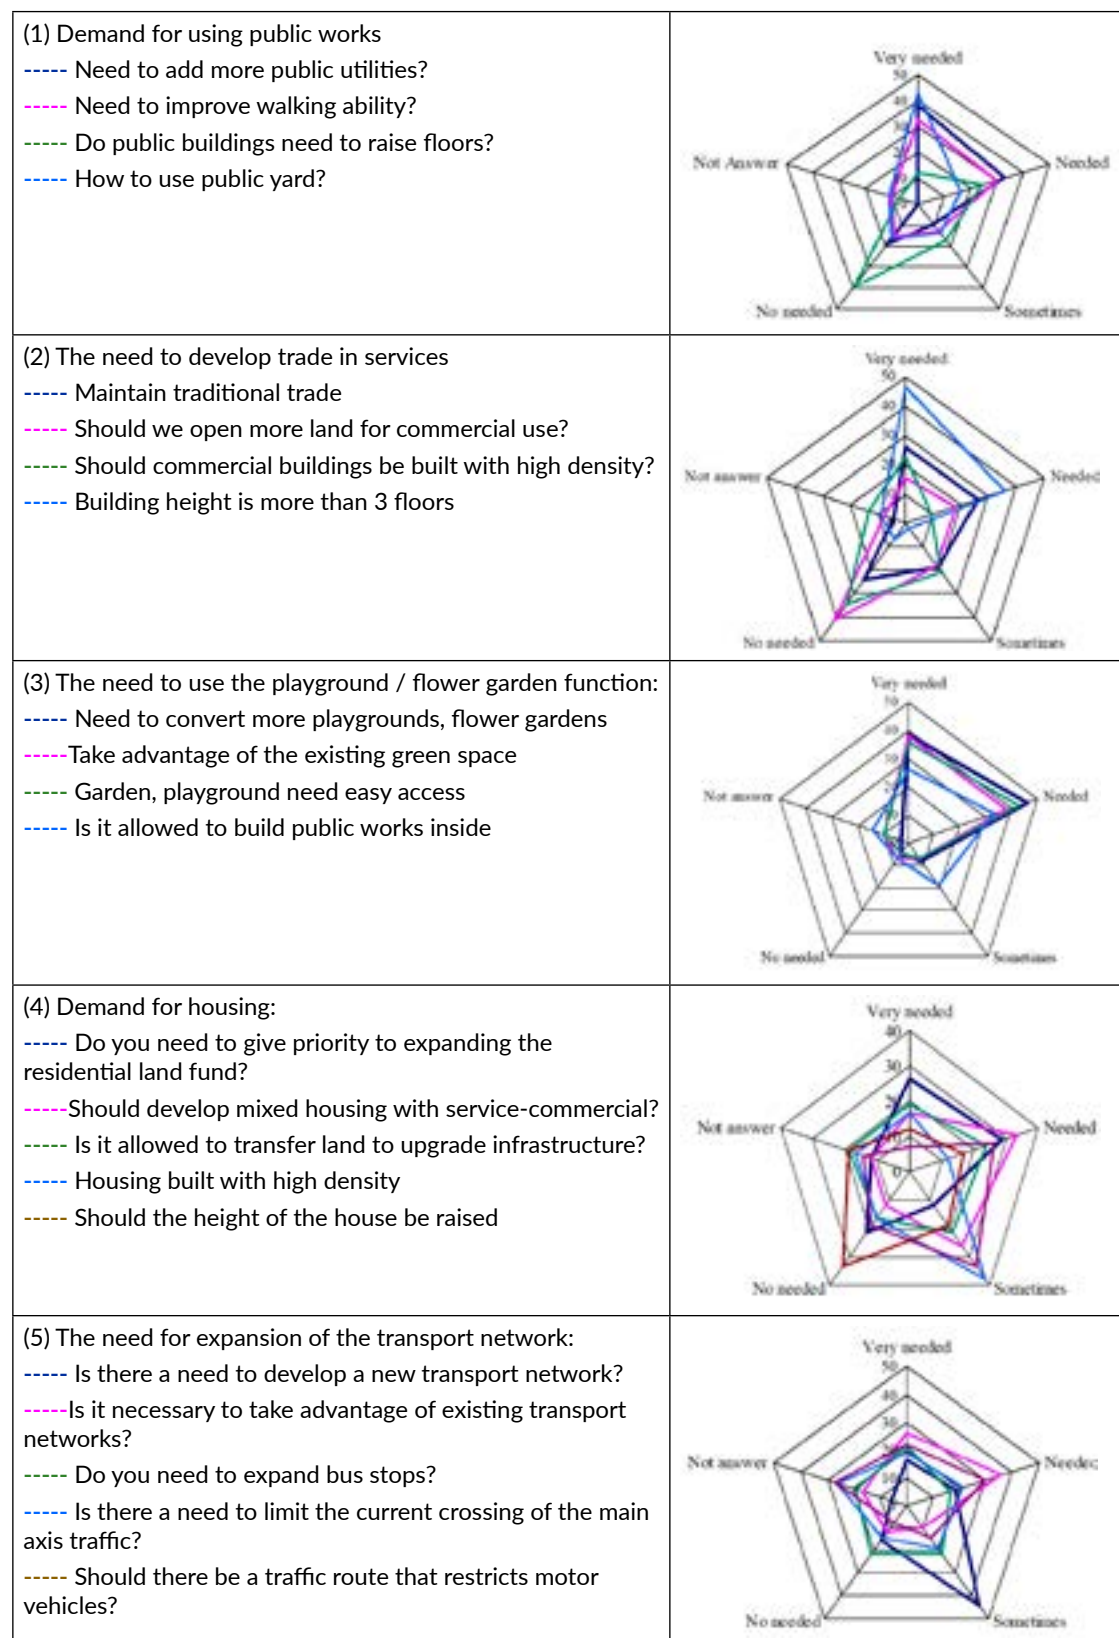 (1) Demand for using public works
----- Need to add more public utilities?
----- Need to improve walking ability?
----- Do public buildings need to raise floors?
----- How to use public yard?
Very needed
50
40
Not Answer
Needed
No needed
Sometimes
(2) The need to develop trade in services
----- Maintain traditional trade
----- Should we open more land for commercial use?
----- Should commercial buildings be built with high density?
----- Building height is more than 3 floors
Very needed
50
40
30
Not answer
Needed
No needed
Sometimes
(3) The need to use the playground / flower garden function:
----- Need to convert more playgrounds, flower gardens
-----Take advantage of the existing green space
----- Garden, playground need easy access
----- Is it allowed to build public works inside
Very needed
Not answer
Needed
No needed
Sometimes
(4) Demand for housing:
----- Do you need to give priority to expanding the
residential land fund?
-----Should develop mixed housing with service-commercial?
----- Is it allowed to transfer land to upgrade infrastructure?
----- Housing built with high density
----- Should the height of the house be raised
Very needed
40
30
Not answer
Needed
0
No needed
Sometimes
(5) The need for expansion of the transport network:
----- Is there a need to develop a new transport network?
-----Is it necessary to take advantage of existing transport
networks?
----- Do you need to expand bus stops?
----- Is there a need to limit the current crossing of the main
axis traffic?
----- Should there be a traffic route that restricts motor
vehicles?
Very needed
50
40
30
Not answer
Needec
10
No needed
Sometimes